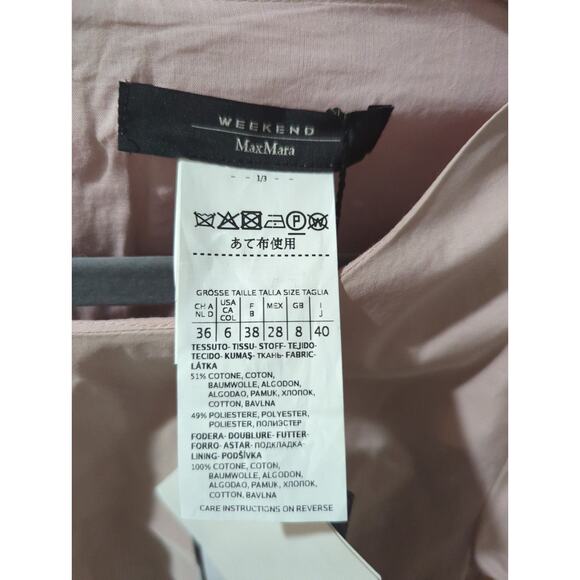 WEEKEND
MaxMara
- - 1/3 - -
P W
あて布使用
GRÖSSE TAILLE TALLA SIZE TAGLIA
CH A NL D USA CA COL F B MEX GB I J
36 6 38 28 8 40
TESSUTO- TISSU- STOFF- TEJIDO-
TECIDO- KUMAŞ- ТКАНЬ- FABRIC-
LÁTKA
51% COTONE, COTON,
BAUMWOLLE, ALGODON,
ALGODAO, PAMUK, ХЛОПОК,
COTTON, BAVLNA
49% POLIESTERE, POLYESTER,
POLIESTER, ПОЛИЭСТЕР
FODERA- DOUBLURE- FUTTER-
FORRO- ASTAR- ПОДКЛАДКА-
LINING- PODŠÍVKA
100% COTONE, COTON,
BAUMWOLLE, ALGODON,
ALGODAO, PAMUK, ХЛОПОК,
COTTON, BAVLNA
CARE INSTRUCTIONS ON REVERSE